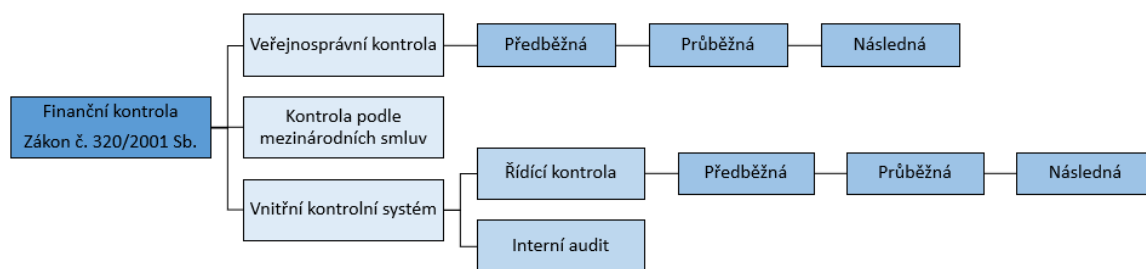 Veřejnosprávní kontrola
Předběžná
Průběžná
Následná
Finanční kontrola
Zákon č. 320/2001 Sb.
Kontrola podle
mezinárodních smluv
Vnitřní kontrolní systém
Řídící kontrola
Předběžná
Průběžná
Následná
Interní audit